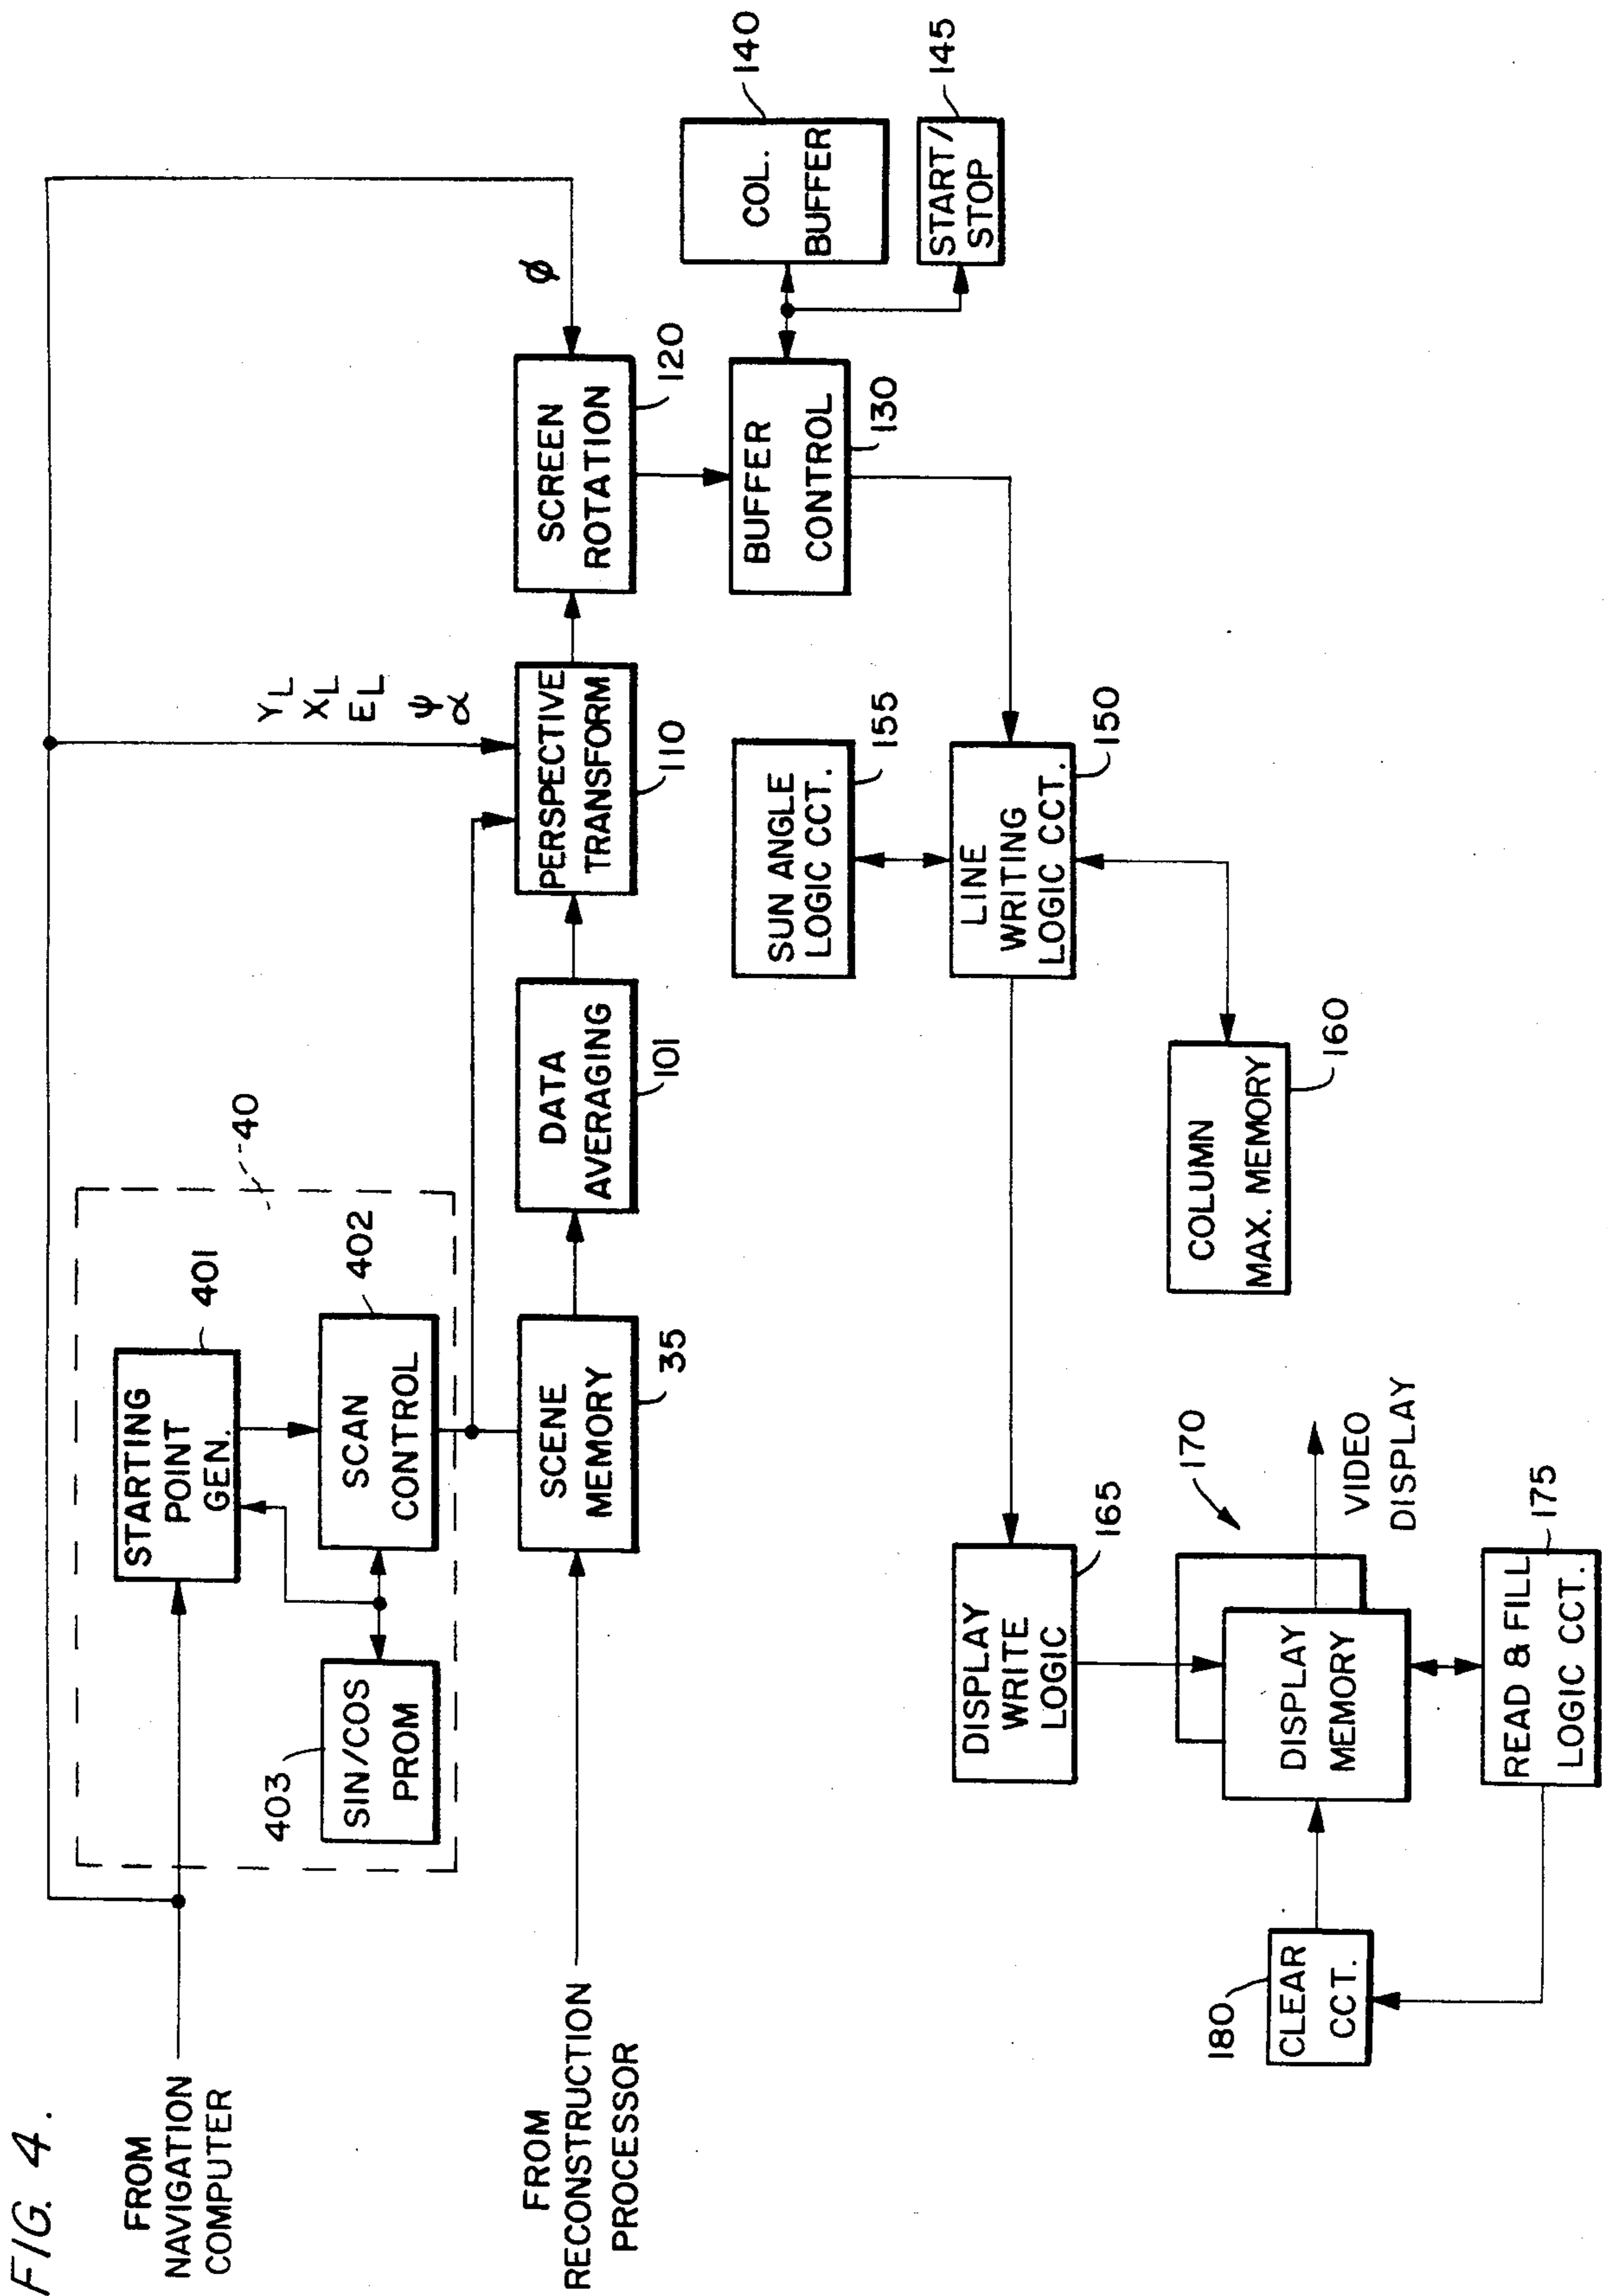 FIG. 4.
FROM
NAVIGATION
COMPUTER
FROM
RECONSTRUCTION
PROCESSOR
40
STARTING
POINT
GEN.
401
SCAN
CONTROL
402
SIN/COS
PROM
403
SCENE
MEMORY
35
DATA
AVERAGING
101
Y_L
X_L
E_L
ψ
α
PERSPECTIVE
TRANSFORM
110
φ
SCREEN
ROTATION
120
BUFFER
CONTROL
130
COL.
BUFFER
140
START/
STOP
145
SUN ANGLE
LOGIC CCT.
155
LINE
WRITING
LOGIC CCT.
150
COLUMN
MAX. MEMORY
160
DISPLAY
WRITE
LOGIC
165
170
DISPLAY
MEMORY
VIDEO
DISPLAY
READ & FILL
LOGIC CCT.
175
CLEAR
CCT.
180